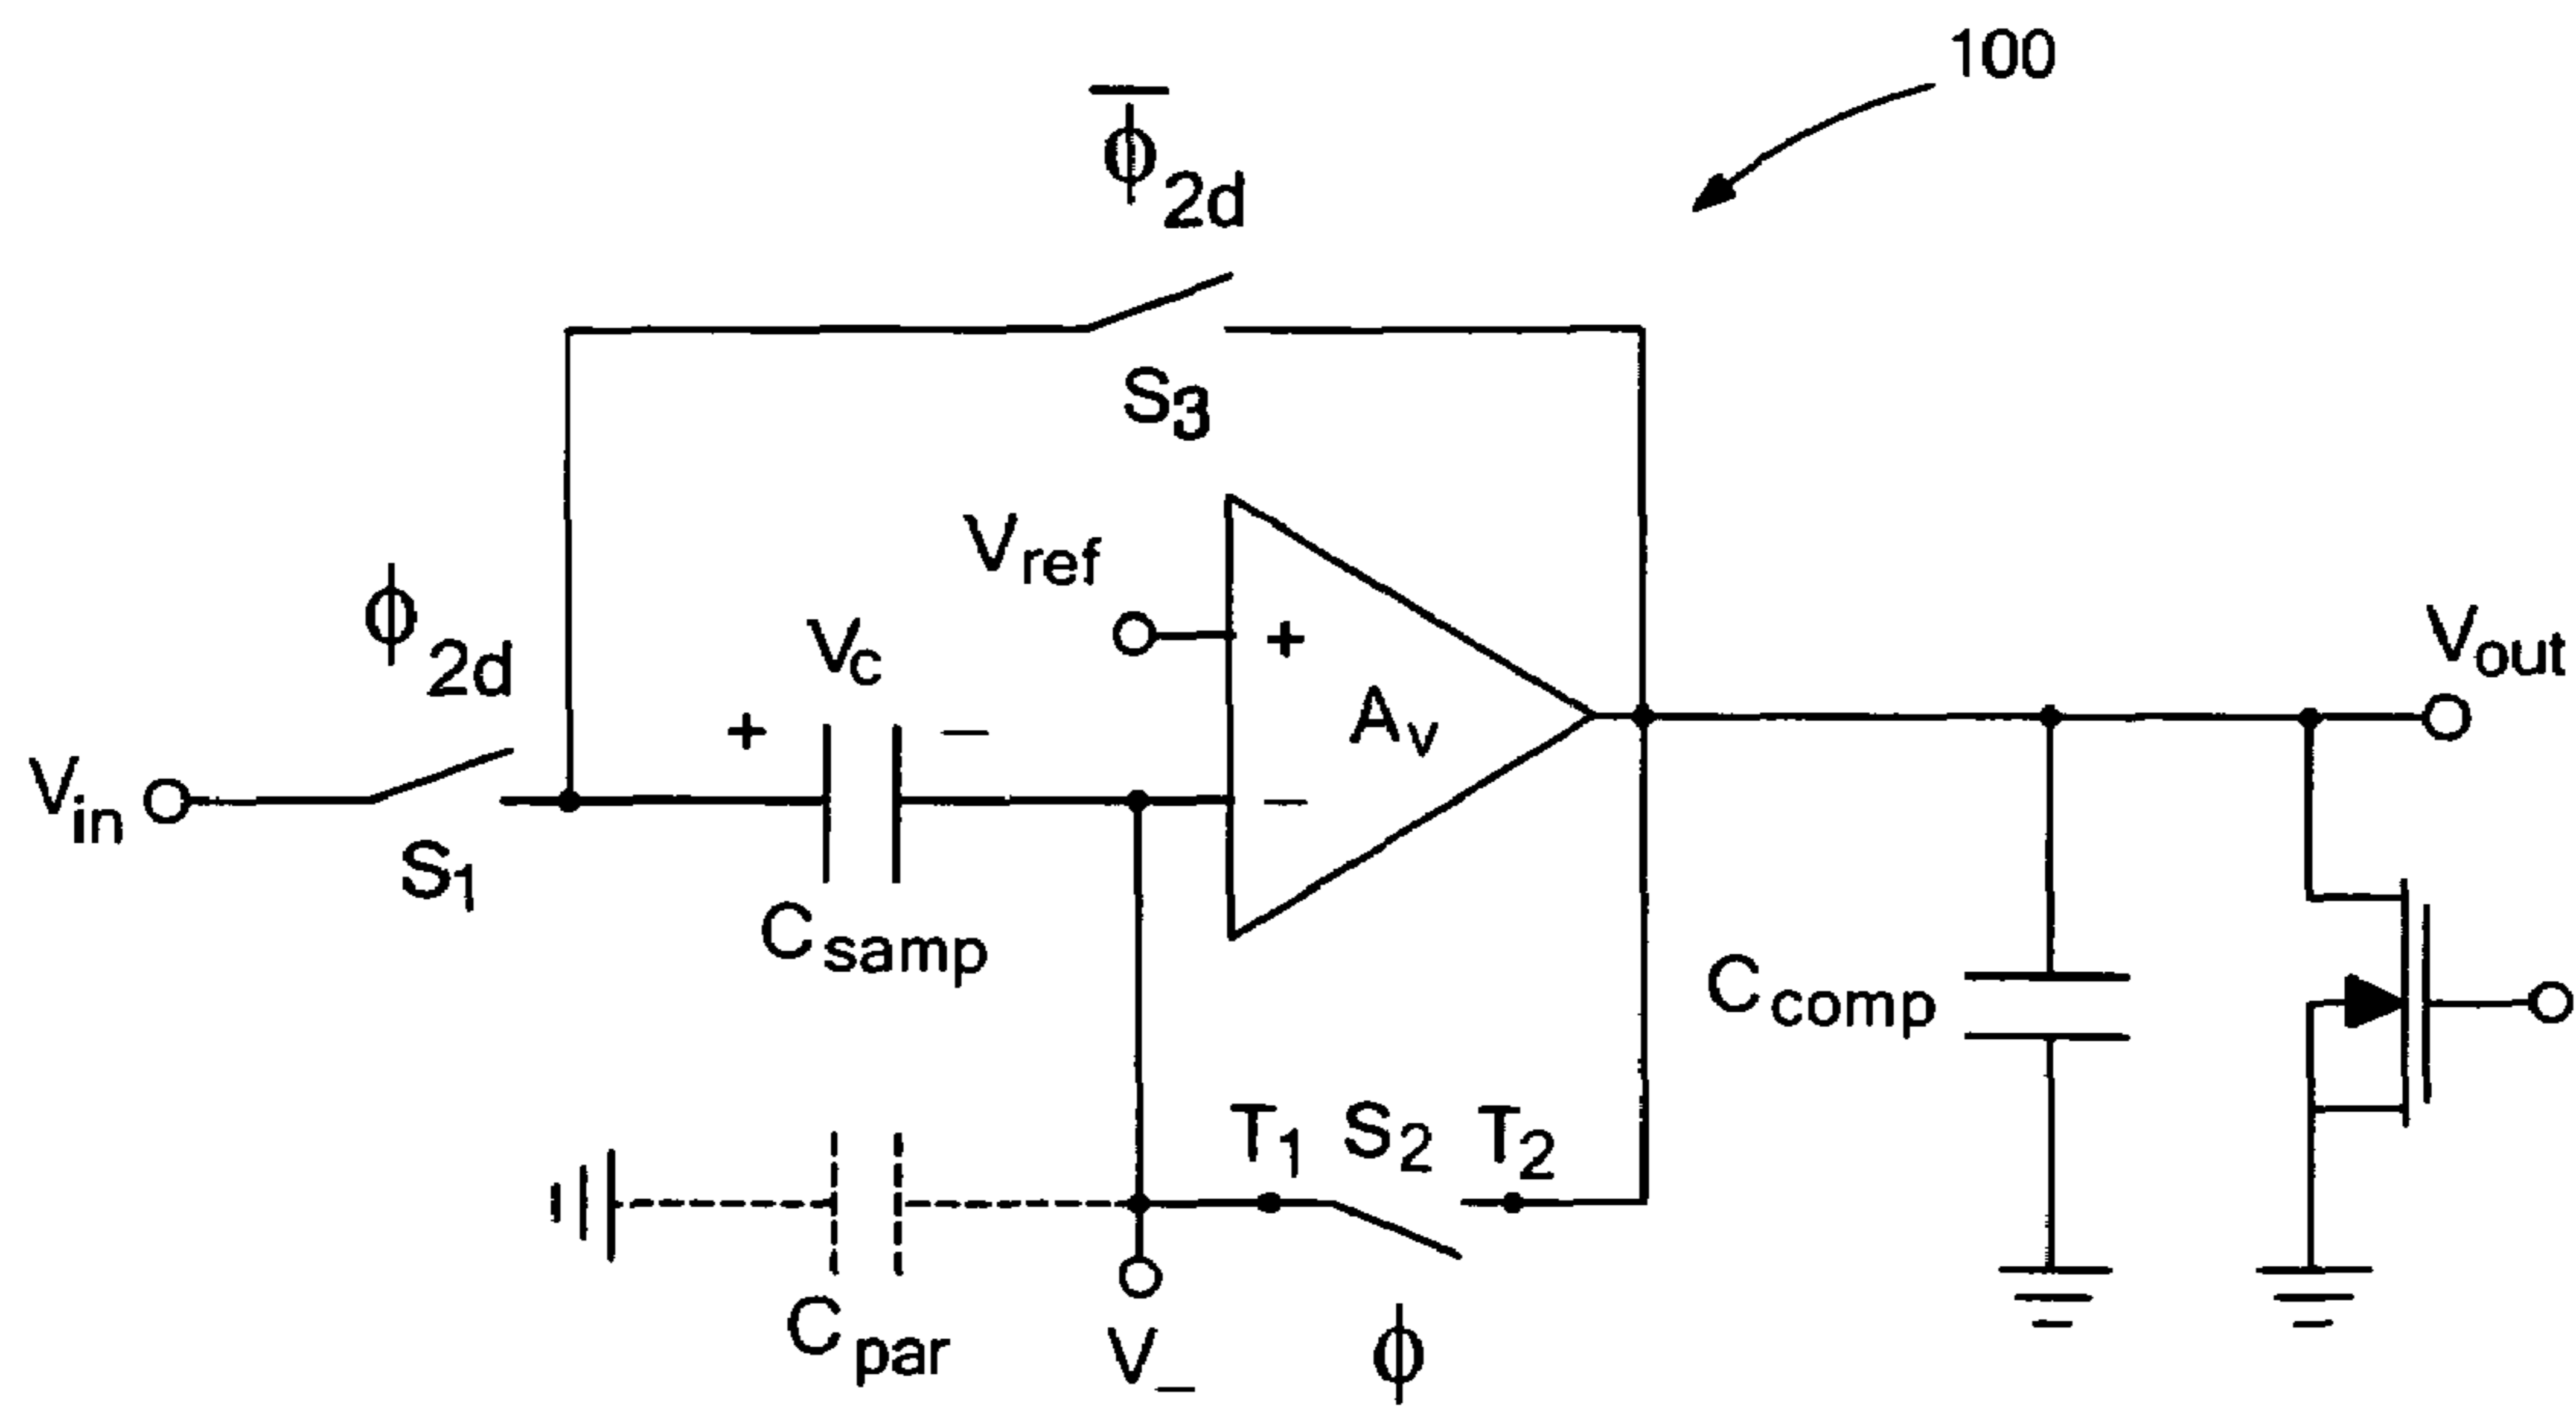 100
ϕ̅2d
S3
Vref
+
ϕ2d
Vc
Av
Vout
+
−
Vin
−
S1
Csamp
Ccomp
T1 S2 T2
Cpar
V−
ϕ